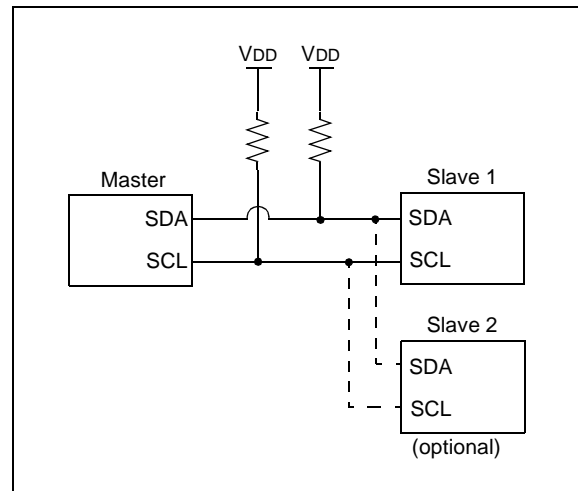 VDD VDD
Master
Slave 1
SDA
SDA
SCL
SCL
Slave 2
SDA
SCL
(optional)